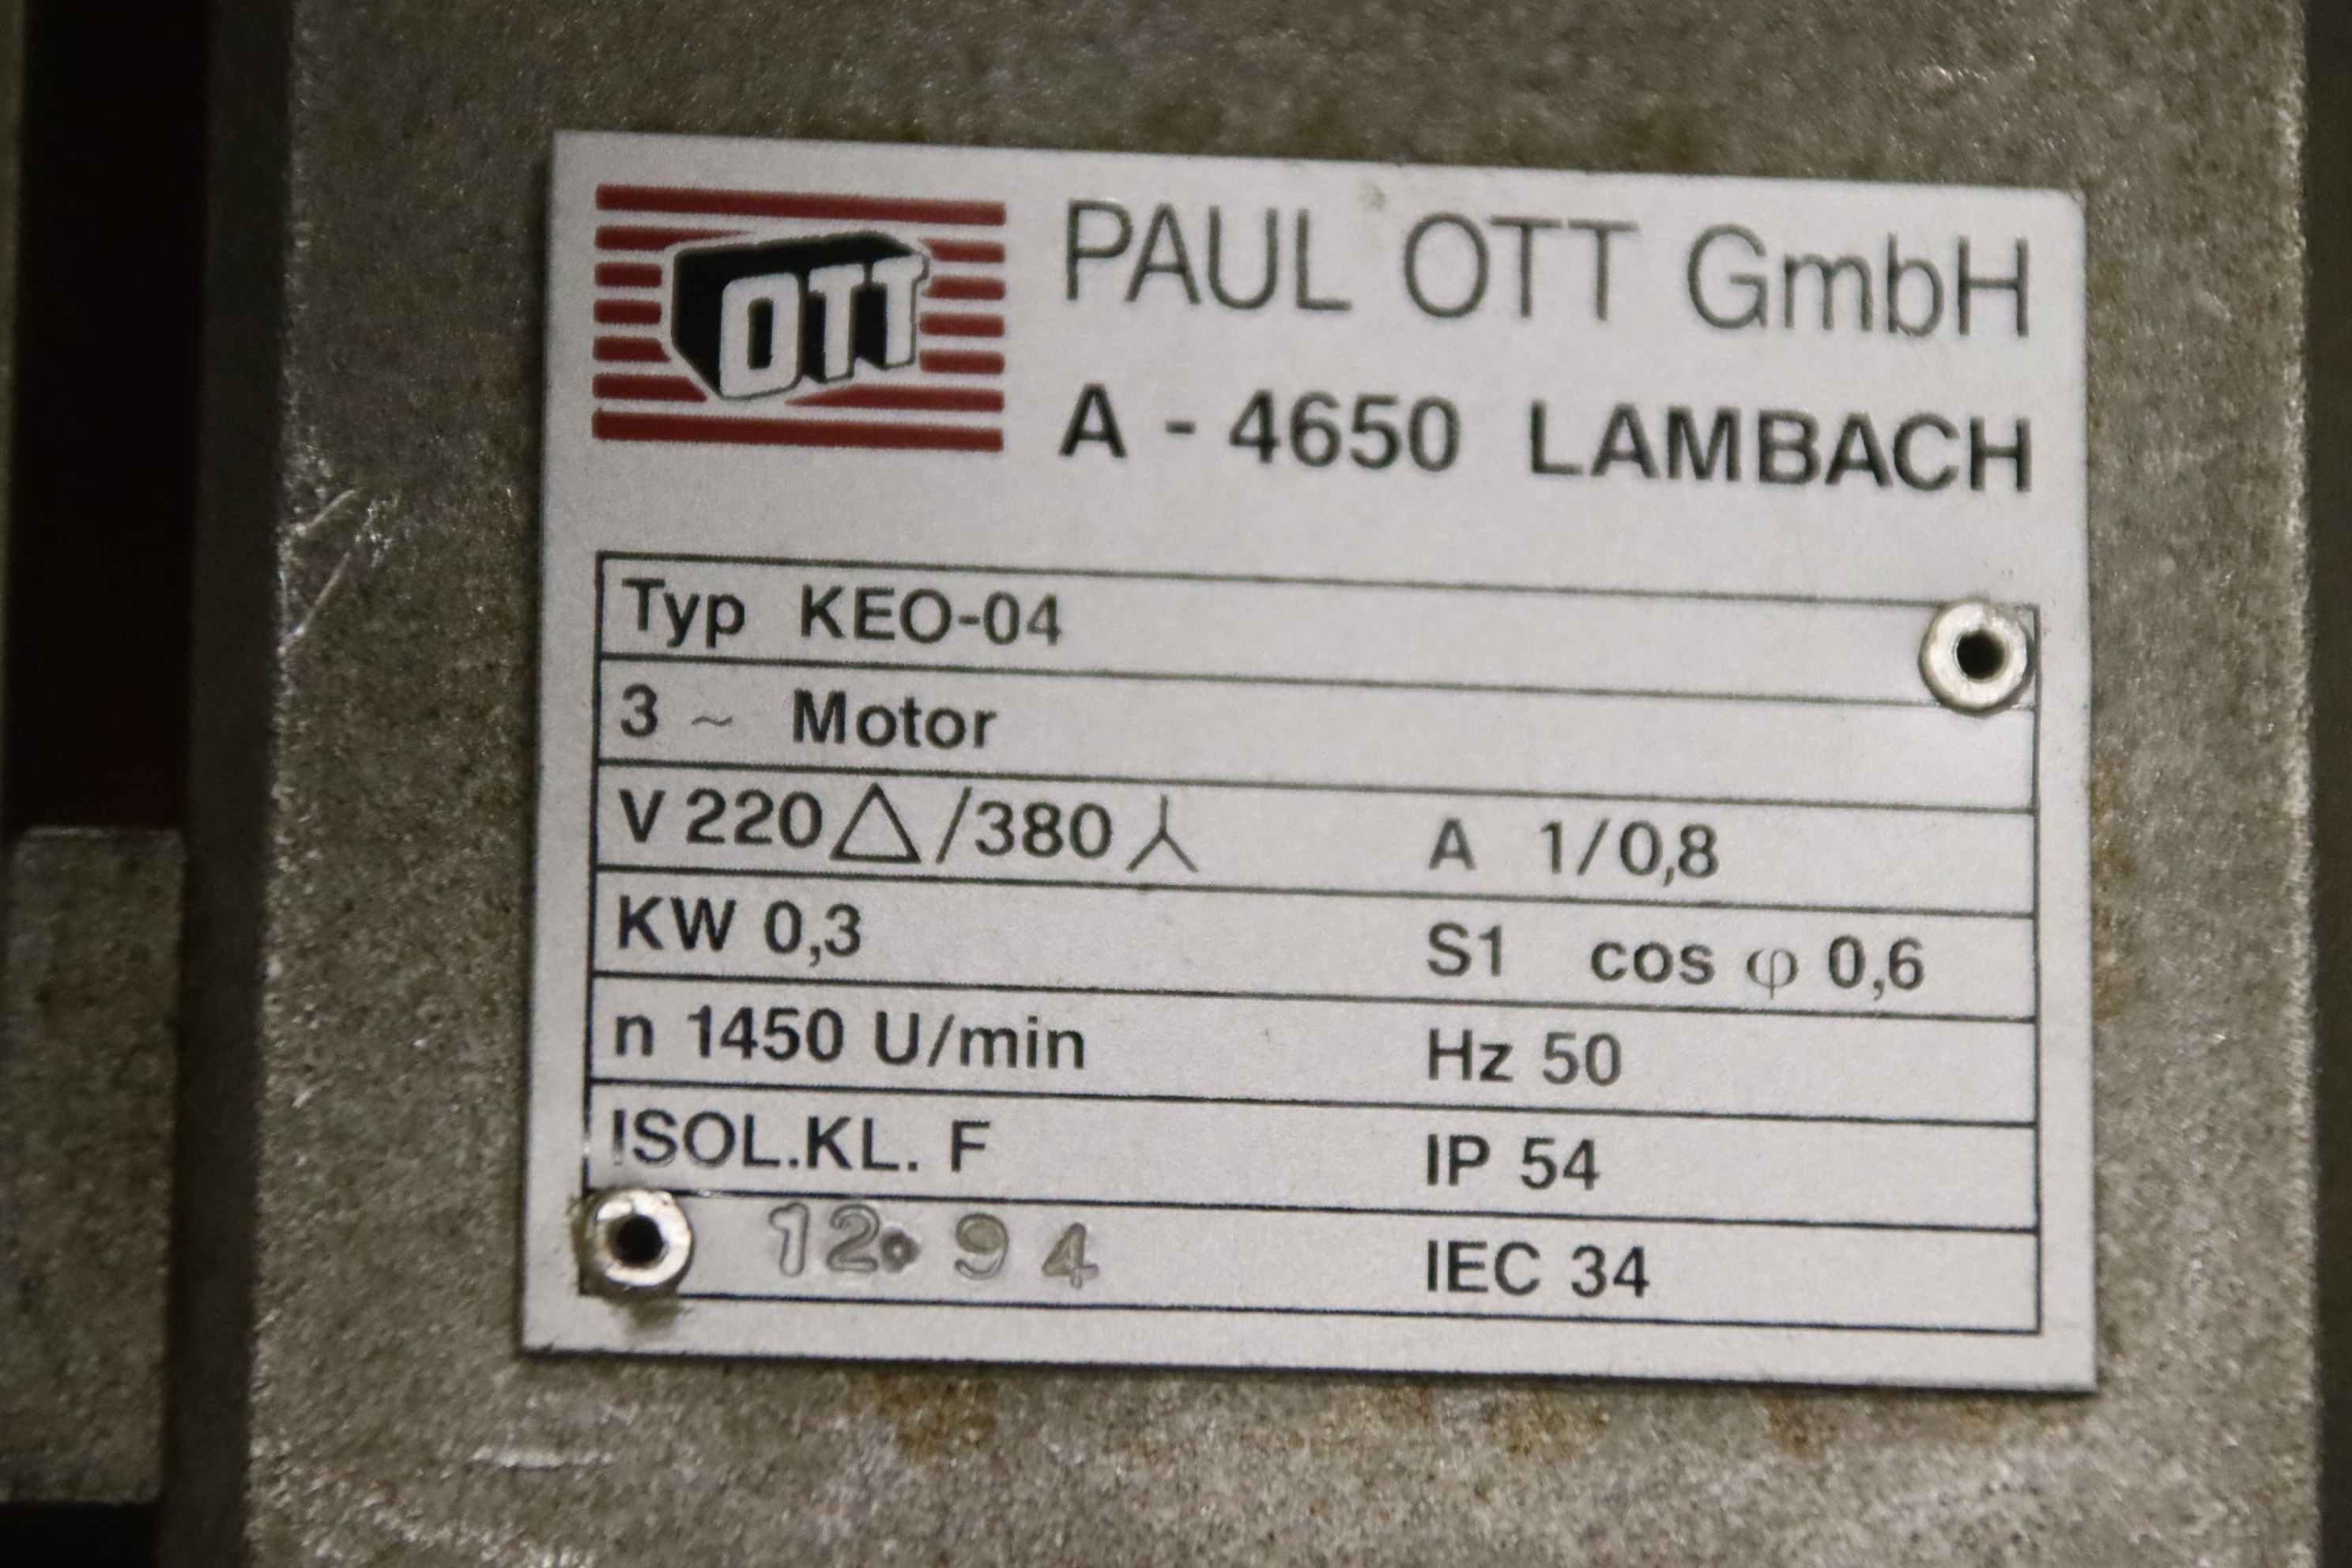 OTT
PAUL OTT GmbH
A - 4650 LAMBACH
Typ KEO-04
3 ~ Motor
V 220 △ /380 ⅄ A 1/0,8
KW 0,3 S1 cos φ 0,6
n 1450 U/min Hz 50
ISOL.KL. F IP 54
12. 94 IEC 34